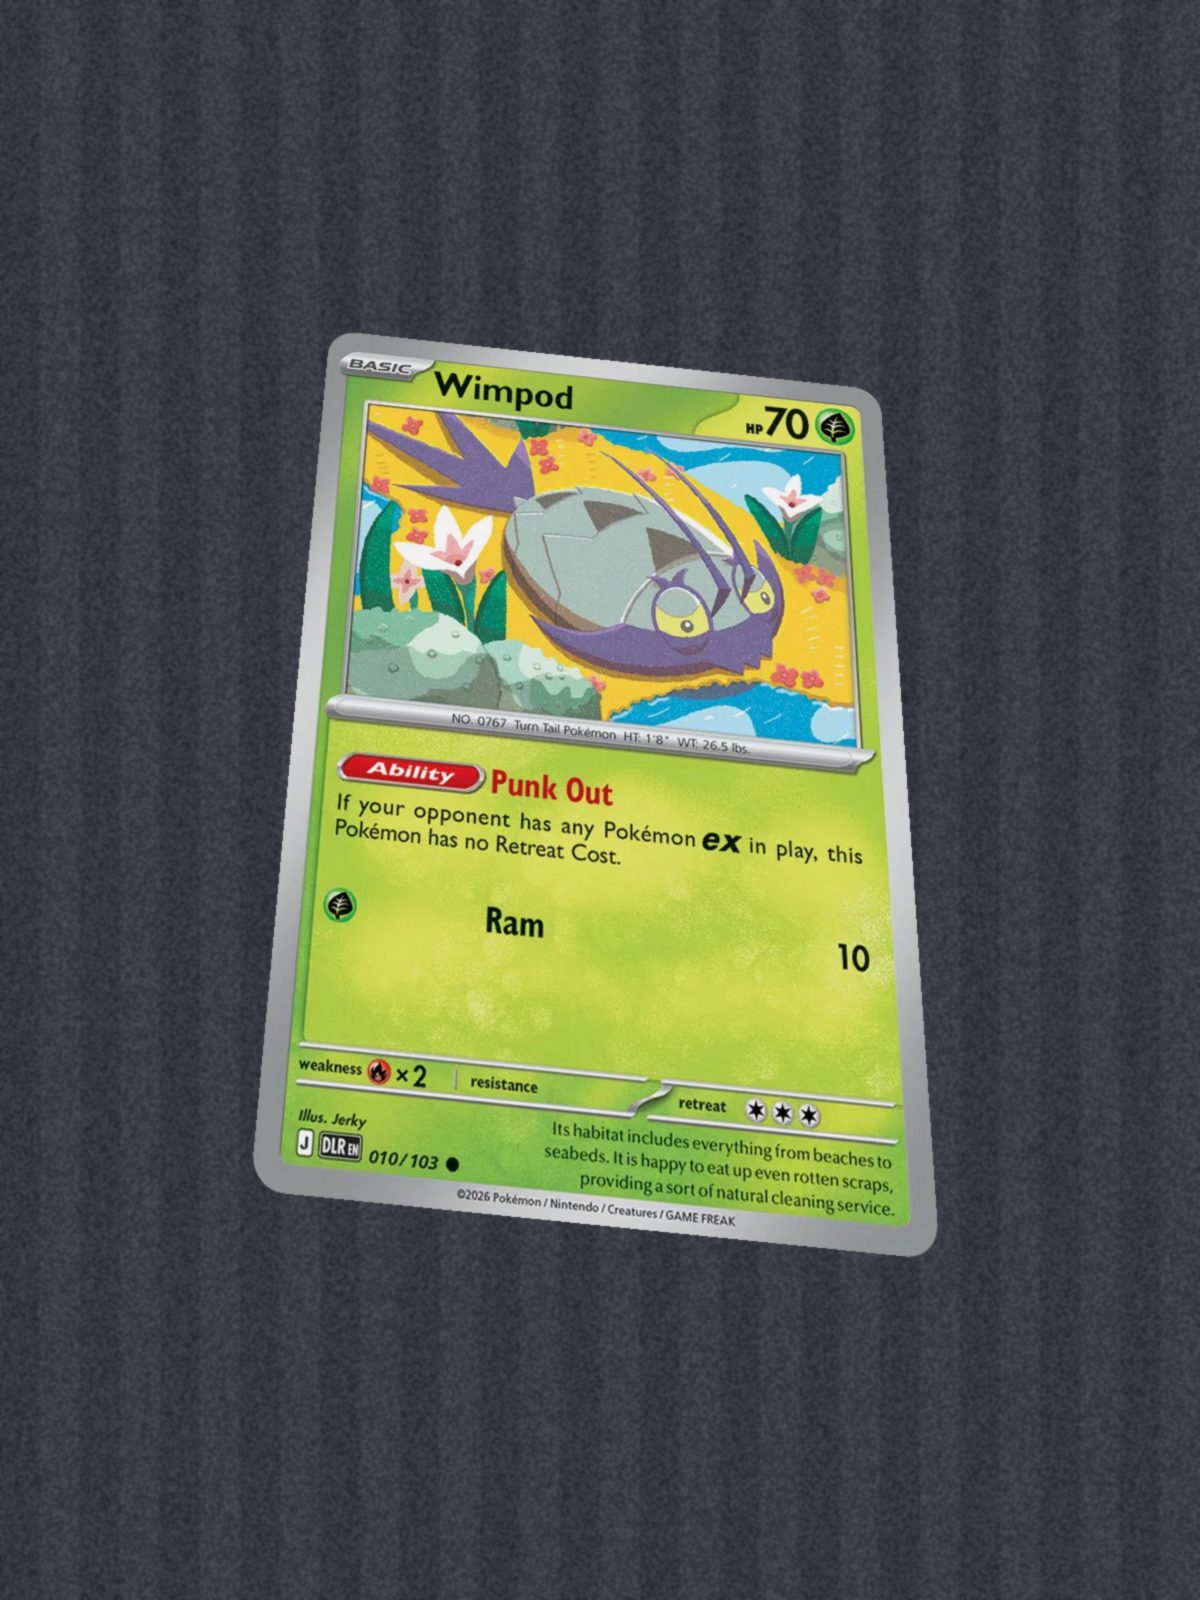 BASIC
Wimpod
HP 70
NO. 0767 Turn Tail Pokémon HT: 1'8" WT: 26.5 lbs.
Ability Punk Out
If your opponent has any Pokémon ex in play, this
Pokémon has no Retreat Cost.
Ram 10
weakness ×2 resistance retreat
Illus. Jerky
J DLR EN 010/103
Its habitat includes everything from beaches to
seabeds. It is happy to eat up even rotten scraps,
providing a sort of natural cleaning service.
©2026 Pokémon / Nintendo / Creatures / GAME FREAK